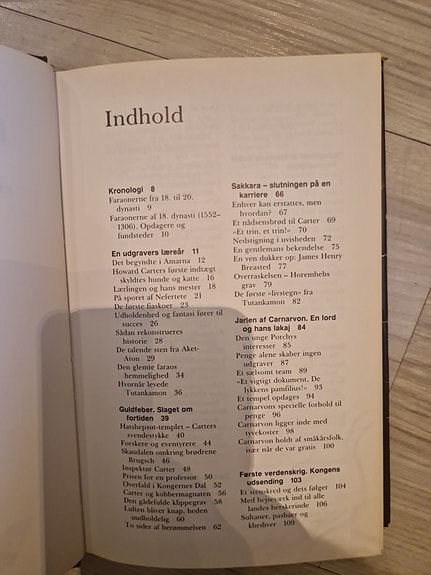 Indhold
Kronologi 8
Faraonerne fra 18. til 20.
dynasti 9
Faraonerne af 18. dynasti (1552–
1306). Opdagere og
fundsteder 10
En udgravers læreår 11
Det begyndte i Amarna 12
Howard Carters første indtægt
skyldtes hunde og katte 16
Lærlingen og hans mester 18
På sporet af Nefertete 21
De første fiaskoer 23
Udholdenhed og fantasi fører til
succes 26
Sådan rekonstrueres
historie 28
De talende sten fra Aket-
Aton 29
Den glemte faraos
hemmelighed 34
Hvornår levede
Tutankamon 36
Guldfeber. Slaget om
fortiden 39
Hatshepsut-templet – Carters
svendestykke 40
Forskere og eventyrere 44
Skandalen omkring brødrene
Brugsch 46
Inspektør Carter 48
Prisen for en professor 50
Overfald i Kongernes Dal 52
Carter og kobbermagnaten 56
Den gådefulde klippegrav 58
Luften bliver knap, heden
uudholdelig 60
To sider af berømmelsen 62
Sakkara – slutningen på en
karriere 66
Enhver kan erstattes, men
hvordan? 67
Et nådsensbrød til Carter 69
»Et trin, et trin!« 70
Nedstigning i uvisheden 72
En gentlemans bekendelse 75
En ven dukker op: James Henry
Breasted 77
Overraskelsen – Horemhebs
grav 79
De første »livstegn« fra
Tutankamon 82
Jarlen af Carnarvon. En lord
og hans lakaj 84
Den unge Porchys
interesser 85
Penge alene skaber ingen
udgraver 87
Et sælsomt team 89
»Et vigtigt dokument, De
lykkens pamfilius!« 93
Et tempel opdages 94
Carnarvons specielle forhold til
penge 96
Carnarvon ligger inde med
tyvekoster 98
Carnarvon holdt af småkårsfolk,
især når de var gratis 100
Første verdenskrig. Kongens
udsending 103
Et stenskred og dets følger 104
Med hejseværk ind til alle
landes herskerinde 106
Sultaner, pashaer og
khediver 109